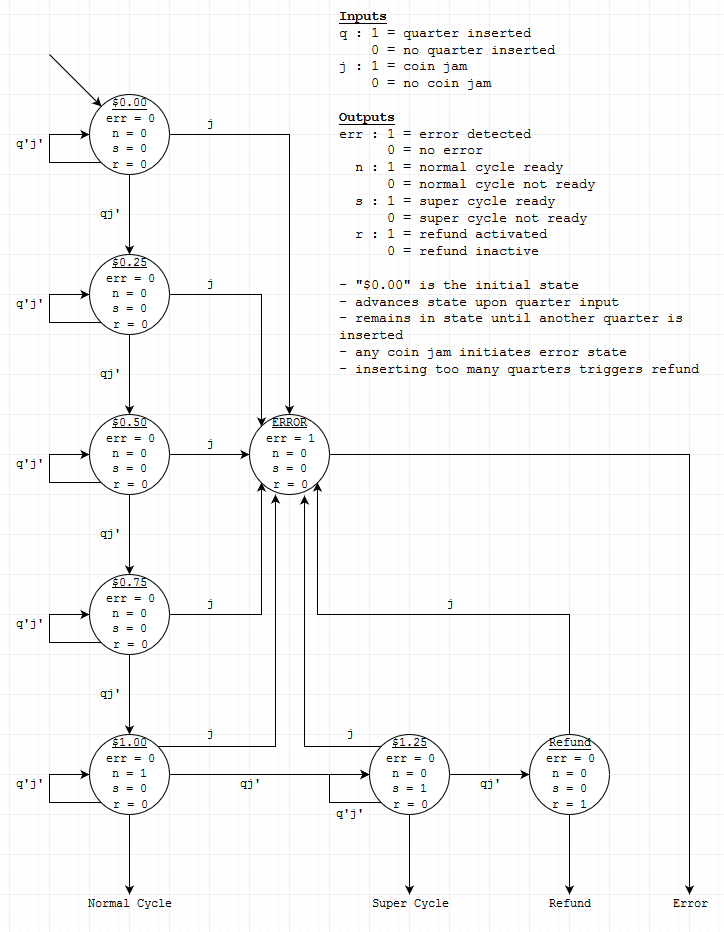 Inputs
q : 1 = quarter inserted
0 = no quarter inserted
j : 1 = coin jam
0 = no coin jam
Outputs
err : 1 = error detected
0 = no error
n : 1 = normal cycle ready
0 = normal cycle not ready
s : 1 = super cycle ready
0 = super cycle not ready
r : 1 = refund activated
0 = refund inactive
- "$0.00" is the initial state
- advances state upon quarter input
- remains in state until another quarter is
inserted
- any coin jam initiates error state
- inserting too many quarters triggers refund
$0.00
err = 0
n = 0
s = 0
r = 0
q'j'
j
qj'
$0.25
err = 0
n = 0
s = 0
r = 0
q'j'
j
qj'
$0.50
err = 0
n = 0
s = 0
r = 0
q'j'
j
ERROR
err = 1
n = 0
s = 0
r = 0
qj'
$0.75
err = 0
n = 0
s = 0
r = 0
q'j'
j
j
qj'
$1.00
err = 0
n = 1
s = 0
r = 0
q'j'
j
qj'
j
$1.25
err = 0
n = 0
s = 1
r = 0
q'j'
qj'
Refund
err = 0
n = 0
s = 0
r = 1
Normal Cycle
Super Cycle
Refund
Error